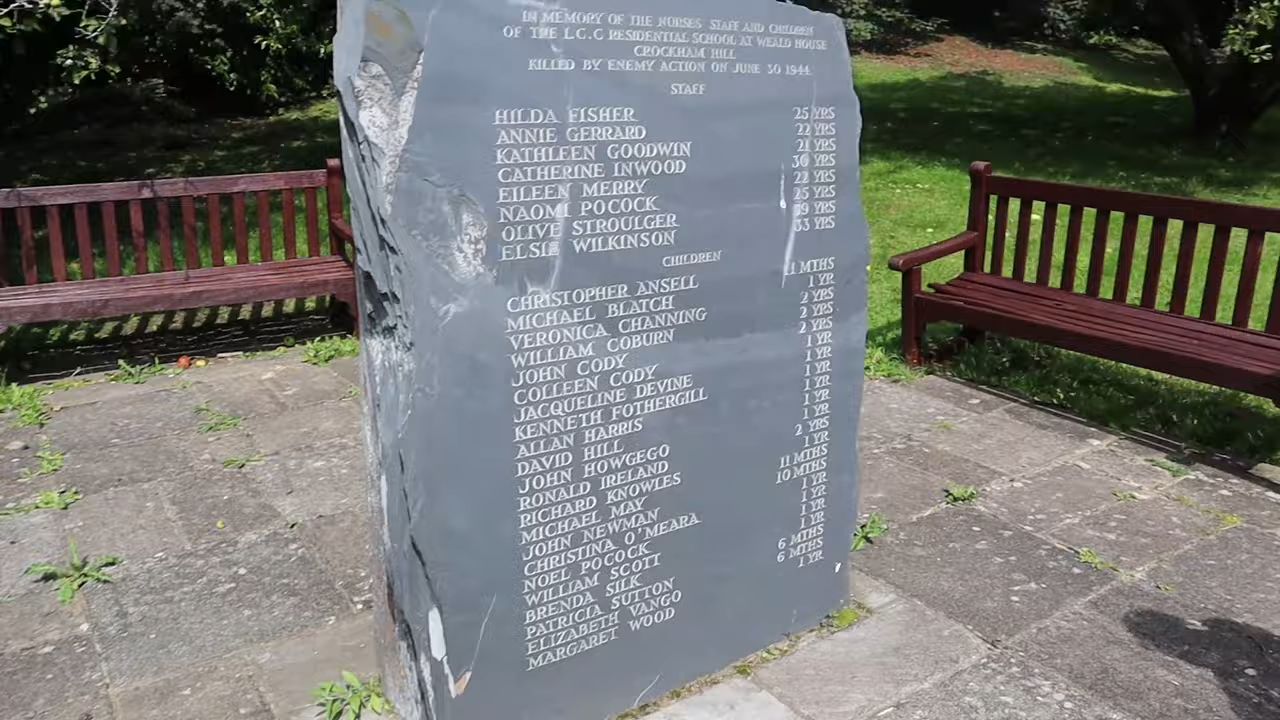 IN MEMORY OF THE NURSES STAFF AND CHILDREN
OF THE L.C.C RESIDENTIAL SCHOOL AT WEALD HOUSE
CROCKHAM HILL
KILLED BY ENEMY ACTION ON JUNE 30 1944
STAFF
HILDA FISHER 25 YRS
ANNIE GERRARD 22 YRS
KATHLEEN GOODWIN 21 YRS
CATHERINE INWOOD 30 YRS
EILEEN MERRY 22 YRS
NAOMI POCOCK 25 YRS
OLIVE STROULGER YRS
ELSIE WILKINSON 33 YRS
CHILDREN
CHRISTOPHER ANSELL 11 MTHS
MICHAEL BLATCH 1 YR
VERONICA CHANNING 2 YRS
WILLIAM COBURN 2 YRS
JOHN CODY 2 YRS
COLLEEN CODY 1 YR
JACQUELINE DEVINE 1 YR
KENNETH FOTHERGILL 1 YR
ALLAN HARRIS 1 YR
DAVID HILL 1 YR
JOHN HOWGEGO 1 YR
RONALD IRELAND 2 YRS
RICHARD KNOWLES 1 YR
MICHAEL MAY 11 MTHS
JOHN NEWMAN 10 MTHS
CHRISTINA O'MEARA 1 YR
NOEL POCOCK 1 YR
WILLIAM SCOTT 1 YR
BRENDA SILK 1 YR
PATRICIA SUTTON 6 MTHS
ELIZABETH VANGO 6 MTHS
MARGARET WOOD 1 YR